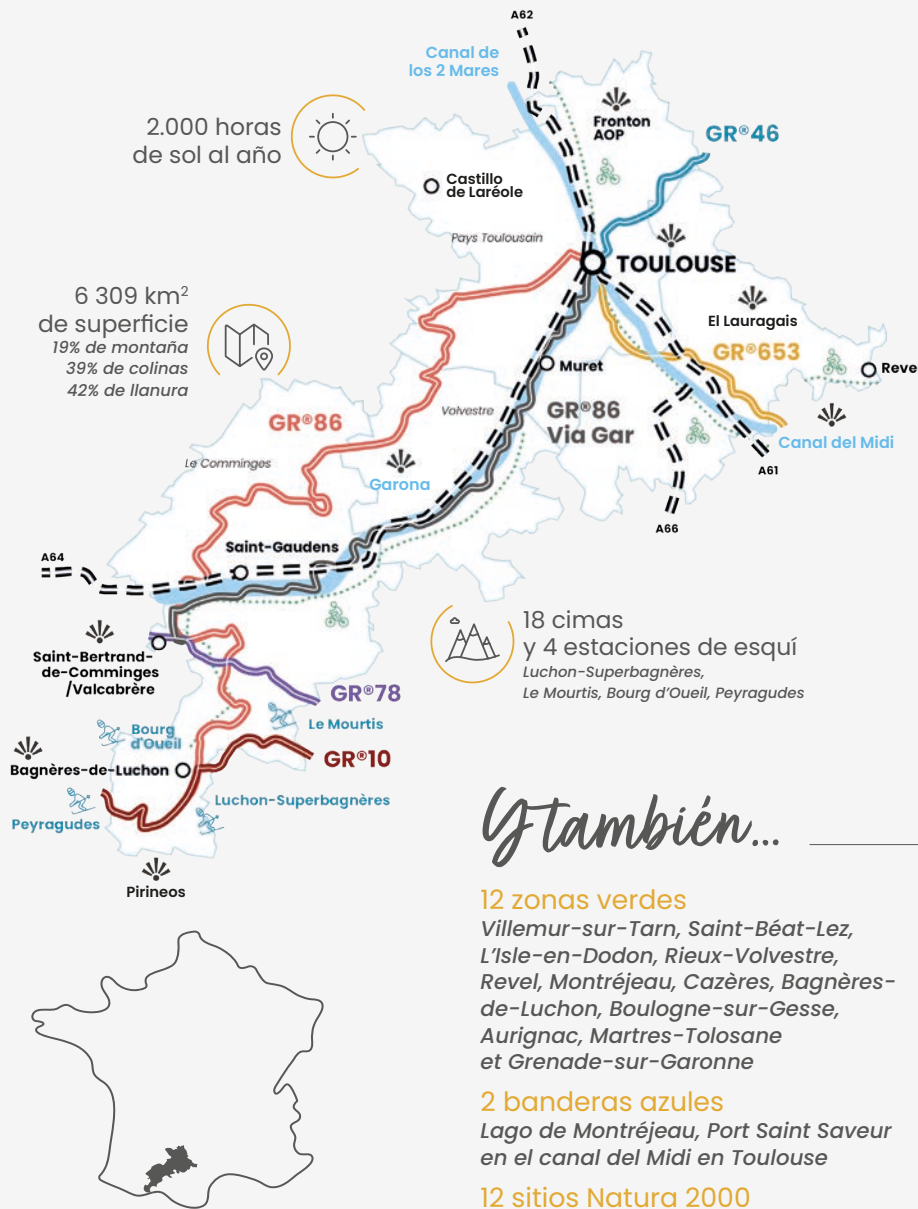 A62
Canal de
los 2 Mares
2.000 horas
de sol al año
Fronton
AOP
GR®46
Castillo
de Laréole
Pays Toulousain
TOULOUSE
6 309 km²
de superficie
19% de montaña
39% de colinas
42% de llanura
El Lauragais
GR®653
Revel
Muret
GR®86
Volvestre
GR®86
Via Gar
Canal del Midi
Le Comminges
Garona
A61
A66
Saint-Gaudens
A64
18 cimas
y 4 estaciones de esquí
Luchon-Superbagnères,
Le Mourtis, Bourg d'Oueil, Peyragudes
Saint-Bertrand-
de-Comminges
/Valcabrère
GR®78
Le Mourtis
Bourg
d'Oueil
GR®10
Bagnères-de-Luchon
Luchon-Superbagnères
Peyragudes
Pirineos
Y también...
12 zonas verdes
Villemur-sur-Tarn, Saint-Béat-Lez,
L'Isle-en-Dodon, Rieux-Volvestre,
Revel, Montréjeau, Cazères, Bagnères-
de-Luchon, Boulogne-sur-Gesse,
Aurignac, Martres-Tolosane
et Grenade-sur-Garonne
2 banderas azules
Lago de Montréjeau, Port Saint Saveur
en el canal del Midi en Toulouse
12 sitios Natura 2000